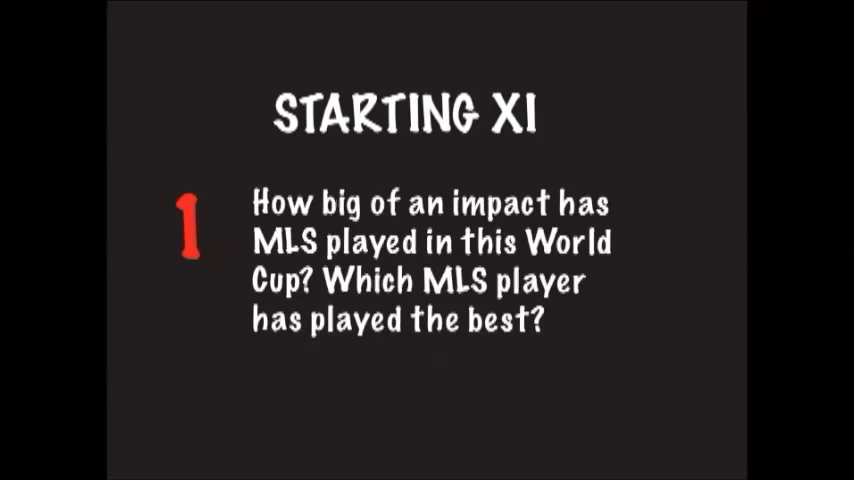 STARTING XI
1
How big of an impact has
MLS played in this World
Cup? Which MLS player
has played the best?